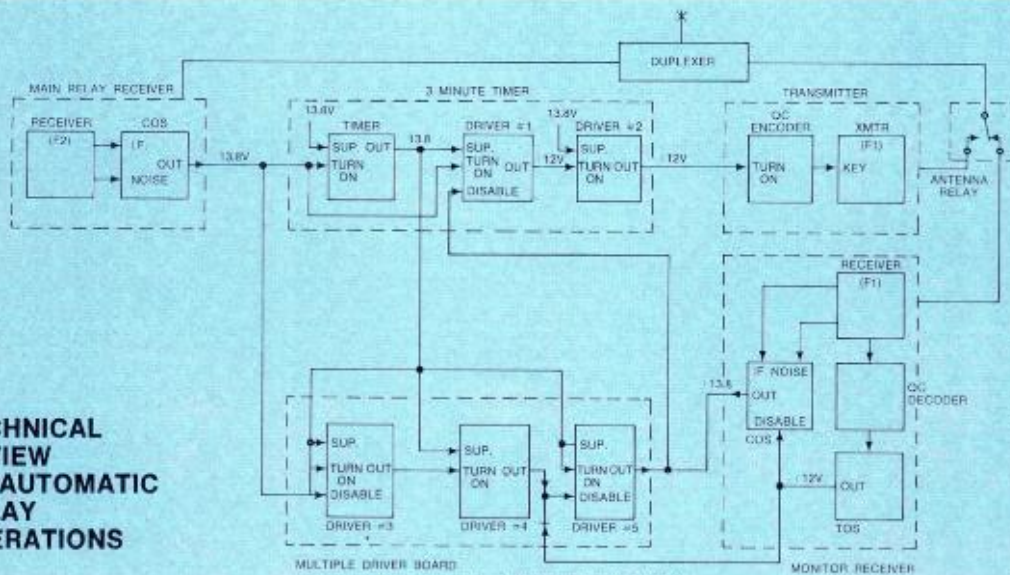 DUPLEXER
MAIN RELAY RECEIVER
RECEIVER
(F2)
COS
IF
OUT
NOISE
13.8V
3 MINUTE TIMER
13.8V
TIMER
SUP. OUT
TURN
ON
13.8
DRIVER #1
SUP.
TURN
ON
OUT
DISABLE
12V
13.8V
DRIVER #2
SUP.
TURN OUT
ON
12V
TRANSMITTER
QC
ENCODER
TURN
ON
XMTR
(F1)
KEY
ANTENNA
RELAY
RECEIVER
(F1)
IF NOISE
OUT
DISABLE
COS
13.8
QC
DECODER
12V
OUT
TOS
MONITOR RECEIVER
SUP.
TURN OUT
ON
DISABLE
DRIVER #3
SUP.
TURN OUT
ON
DRIVER #4
SUP.
TURN OUT
ON
DISABLE
DRIVER #5
MULTIPLE DRIVER BOARD
CHNICAL
VIEW
AUTOMATIC
AY
ERATIONS